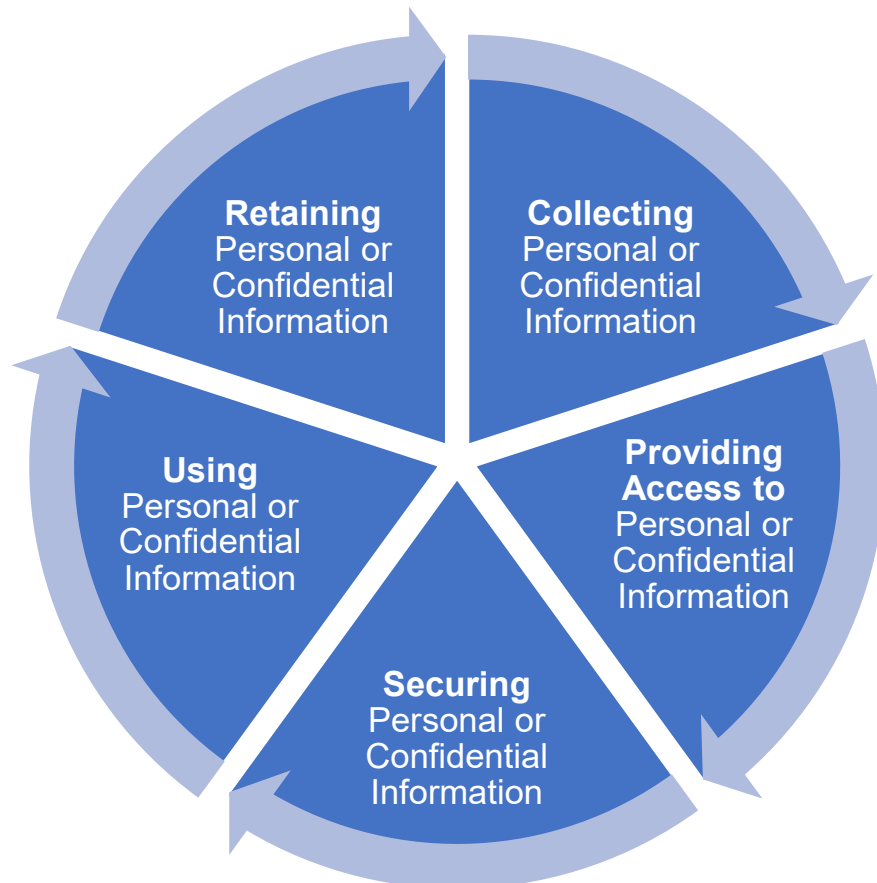 Retaining
Personal or
Confidential
Information
Collecting
Personal or
Confidential
Information
Using
Personal or
Confidential
Information
Providing
Access to
Personal or
Confidential
Information
Securing
Personal or
Confidential
Information